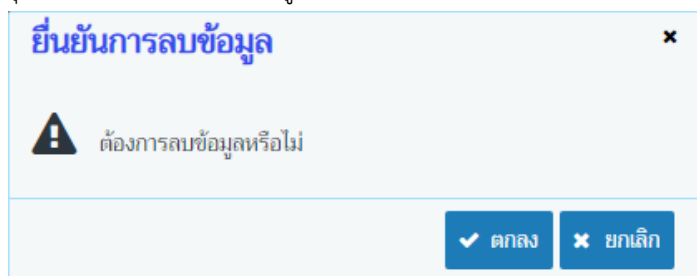 ยื่นยันการลบข้อมูล
ต้องการลบข้อมูลหรือไม่
ตกลง ยกเลิก